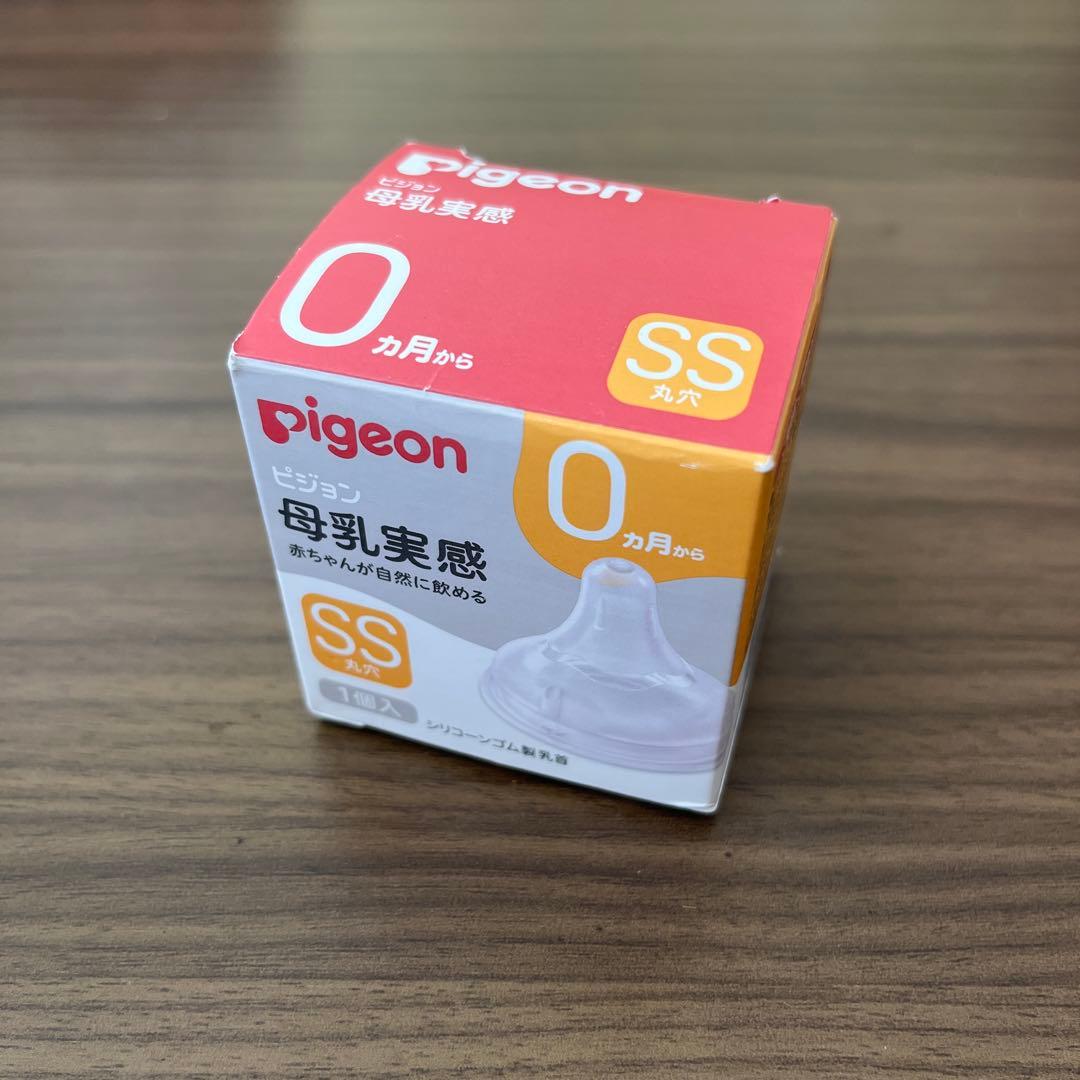 Pigeon
ピジョン
母乳実感
0ヵ月から
SS
丸穴
Pigeon
ピジョン
母乳実感
赤ちゃんが自然に飲める
0ヵ月から
SS
丸穴
1個入
シリコーンゴム製乳首